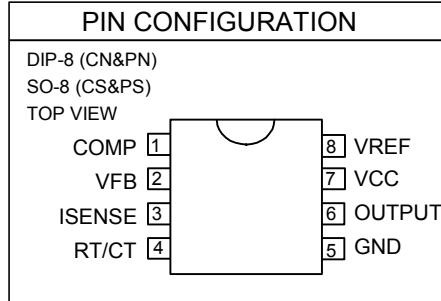 PIN CONFIGURATION
DIP-8 (CN&PN)
SO-8 (CS&PS)
TOP VIEW
COMP 1 8 VREF
VFB 2 7 VCC
ISENSE 3 6 OUTPUT
RT/CT 4 5 GND